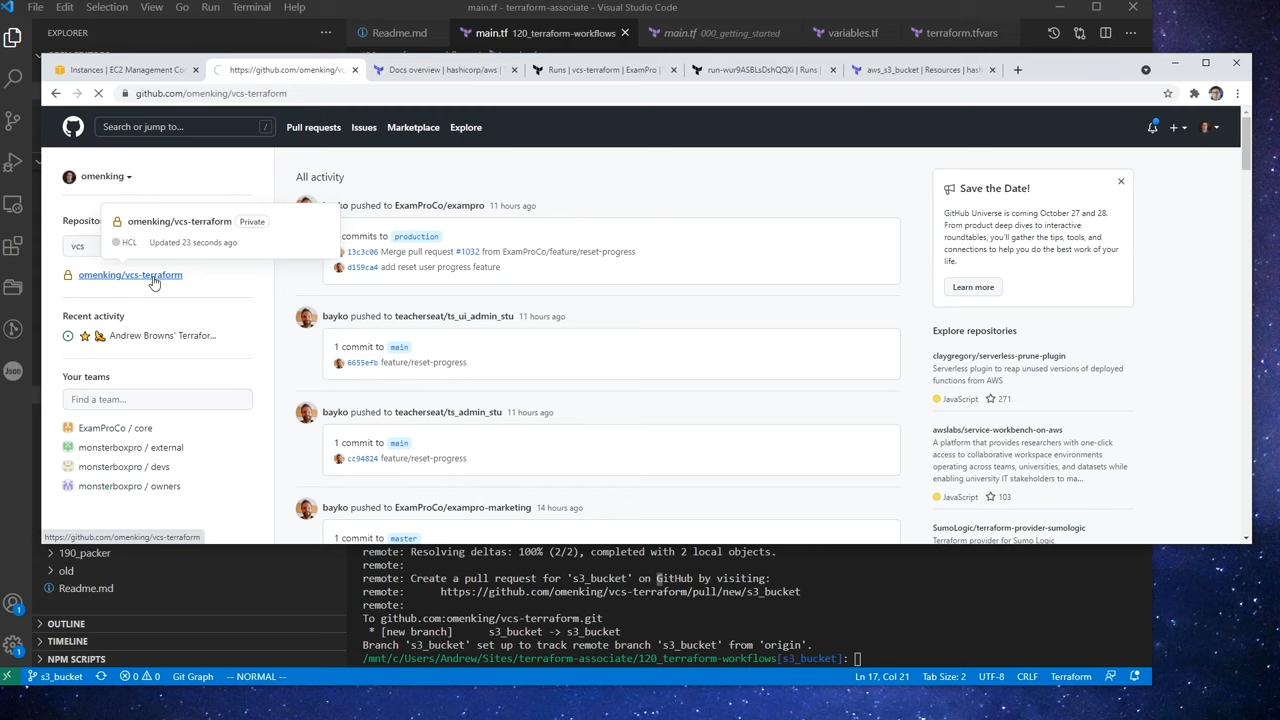 File Edit Selection View Go Run Terminal Help
main.tf - terraform-associate - Visual Studio Code
EXPLORER
Readme.md
main.tf 120_terraform-workflows
main.tf 000_getting_started
variables.tf
terraform.tfvars
Instances | EC2 Management Con
https://github.com/omenking/vcs-t
Docs overview | hashicorp/aws | T
Runs | vcs-terraform | ExamPro |
run-wur9ASBLsDshQQXi | Runs |
aws_s3_bucket | Resources | hash
github.com/omenking/vcs-terraform
Search or jump to...
/
Pull requests
Issues
Marketplace
Explore
omenking
Reposito
vcs
omenking/vcs-terraform Private
HCL Updated 23 seconds ago
omenking/vcs-terraform
Recent activity
Andrew Browns' Terrafor...
Your teams
Find a team...
ExamProCo / core
monsterboxpro / external
monsterboxpro / devs
monsterboxpro / owners
https://github.com/omenking/vcs-terraform
All activity
bayko pushed to ExamProCo/exampro 11 hours ago
commits to production
13c3c06 Merge pull request #1032 from ExamProCo/feature/reset-progress
d159ca4 add reset user progress feature
bayko pushed to teacherseat/ts_ui_admin_stu 11 hours ago
1 commit to main
6655efb feature/reset-progress
bayko pushed to teacherseat/ts_admin_stu 11 hours ago
1 commit to main
cc94824 feature/reset-progress
bayko pushed to ExamProCo/exampro-marketing 14 hours ago
1 commit to master
Save the Date!
GitHub Universe is coming October 27 and 28.
From product deep dives to interactive
roundtables, you'll gather the tips, tools,
and connections to help you do the best
work of your life.
Learn more
Explore repositories
claygregory/serverless-prune-plugin
Serverless plugin to reap unused versions of deployed
functions from AWS
JavaScript 271
awslabs/service-workbench-on-aws
A platform that provides researchers with one-click
access to collaborative workspace environments
operating across teams, universities, and datasets while
enabling university IT stakeholders to ma...
JavaScript 103
SumoLogic/terraform-provider-sumologic
Terraform provider for Sumo Logic
190_packer
old
Readme.md
OUTLINE
TIMELINE
NPM SCRIPTS
remote: Resolving deltas: 100% (2/2), completed with 2 local objects.
remote:
remote: Create a pull request for 's3_bucket' on GitHub by visiting:
remote: https://github.com/omenking/vcs-terraform/pull/new/s3_bucket
remote:
To github.com:omenking/vcs-terraform.git
* [new branch] s3_bucket -> s3_bucket
Branch 's3_bucket' set up to track remote branch 's3_bucket' from 'origin'.
/mnt/c/Users/Andrew/Sites/terraform-associate/120_terraform-workflows[s3_bucket]:
Json
1
1
s3_bucket
0 0
Git Graph
-- NORMAL --
Ln 17, Col 21
Tab Size: 2
UTF-8
CRLF
Terraform